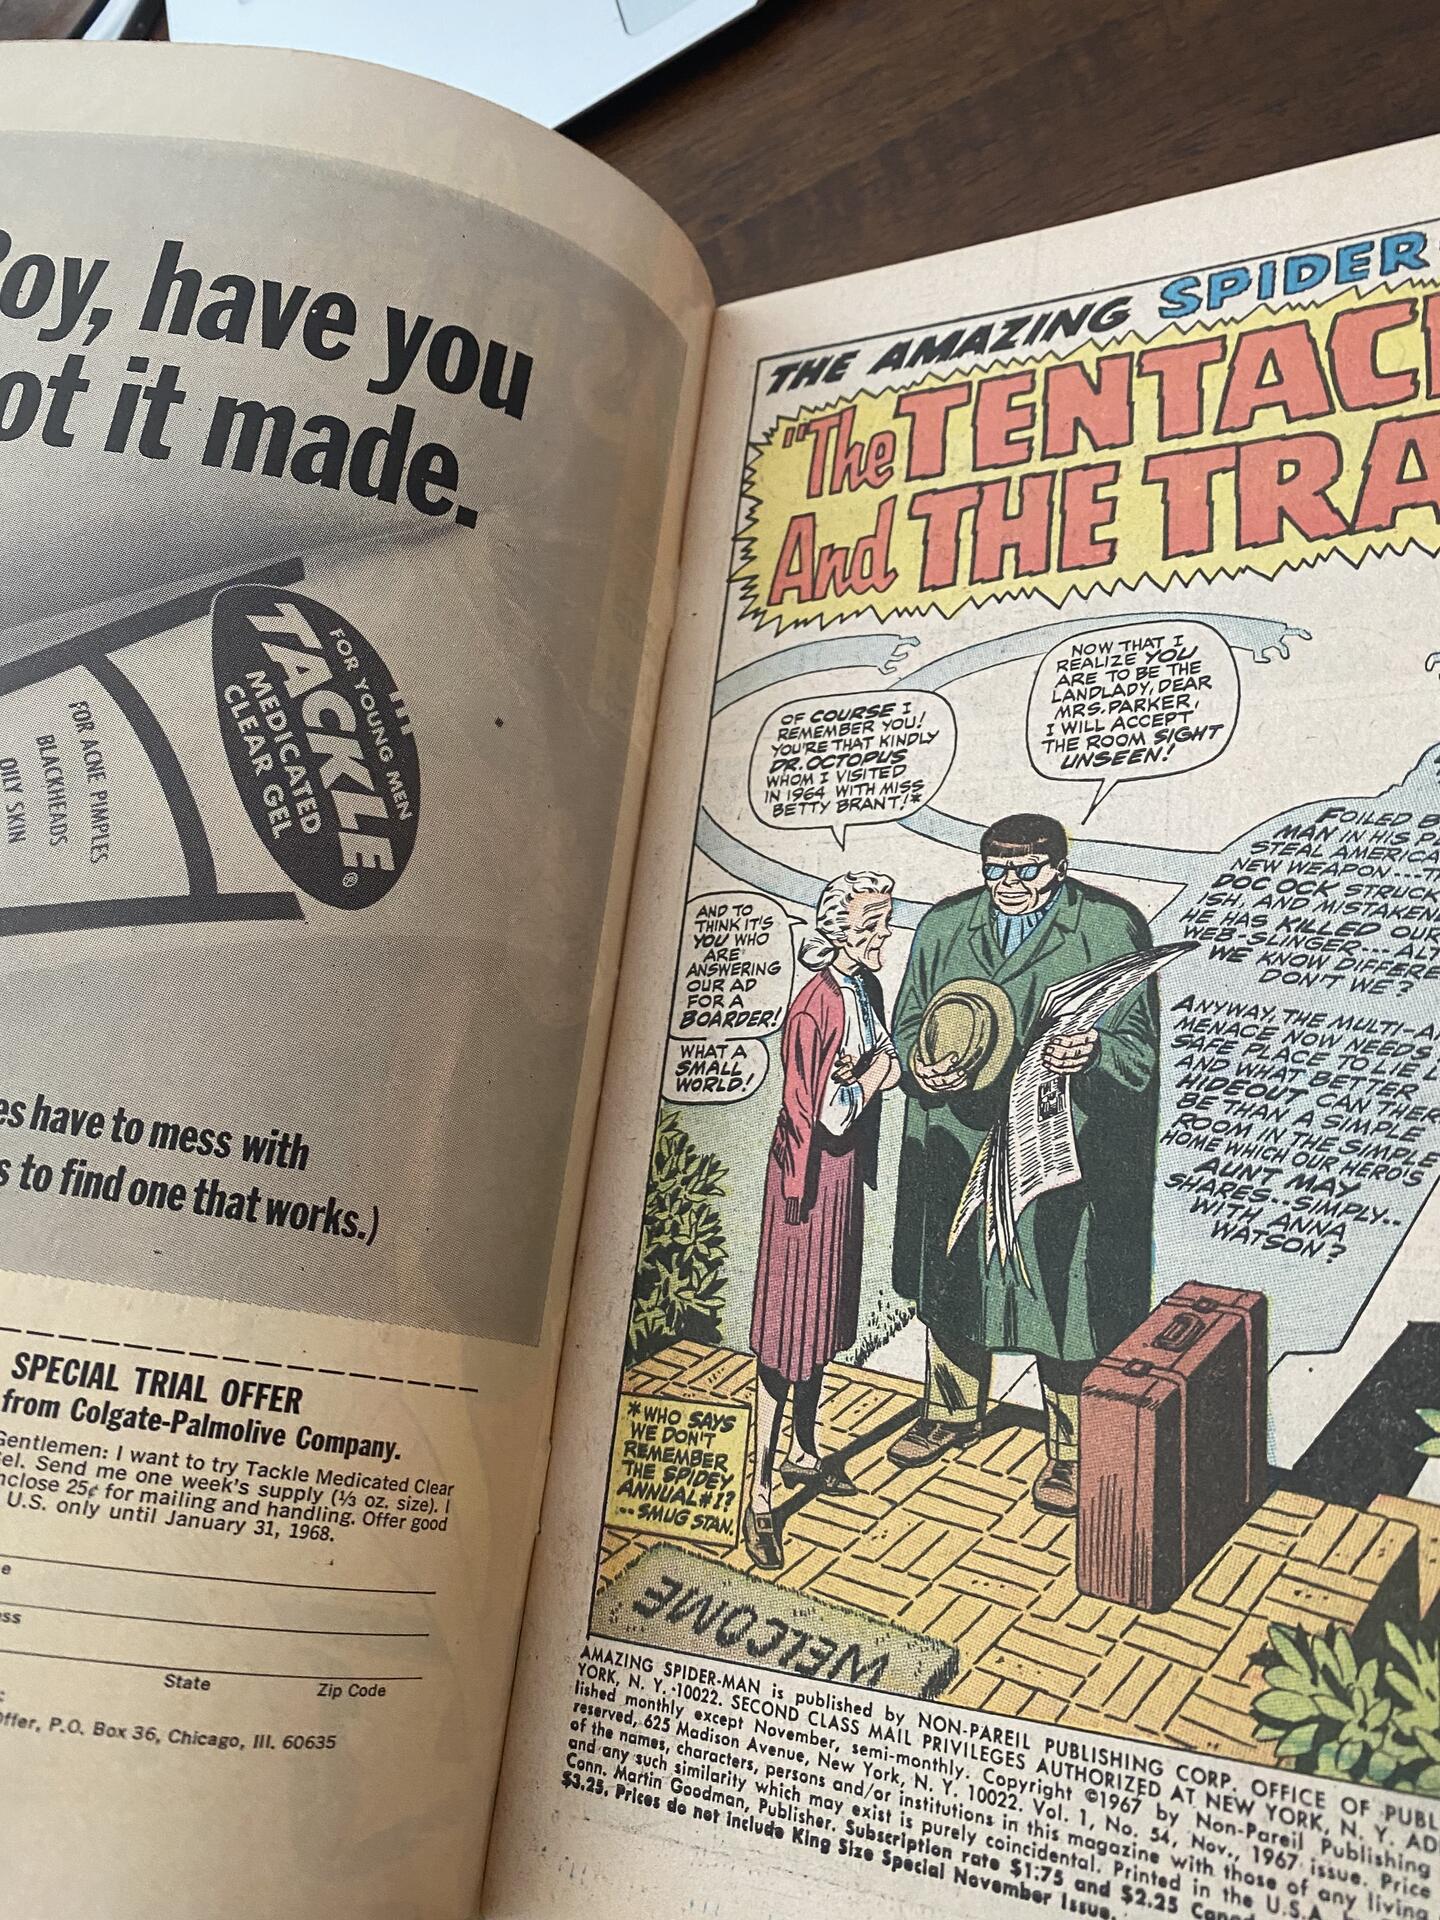 Boy, have you
got it made.
FOR YOUNG MEN
TACKLE®
MEDICATED
CLEAR GEL
FOR ACNE PIMPLES
BLACKHEADS
OILY SKIN
have to mess with
to find one that works.)
SPECIAL TRIAL OFFER
from Colgate-Palmolive Company.
Gentlemen: I want to try Tackle Medicated Clear
Gel. Send me one week's supply (⅓ oz. size). I
enclose 25¢ for mailing and handling. Offer good
U.S. only until January 31, 1968.
State Zip Code
Offer, P.O. Box 36, Chicago, Ill. 60635
THE AMAZING SPIDER-
"The TENTAC
And THE TRA
OF COURSE I
REMEMBER YOU!
YOU'RE THAT KINDLY
DR. OCTOPUS
WHOM I VISITED
IN 1964 WITH MISS
BETTY BRANT!*
NOW THAT I
REALIZE YOU
ARE TO BE THE
LANDLADY, DEAR
MRS. PARKER,
I WILL ACCEPT
THE ROOM SIGHT
UNSEEN!
AND TO
THINK IT'S
YOU WHO
ARE
ANSWERING
OUR AD
FOR A
BOARDER!
WHAT A
SMALL
WORLD!
FOILED B
MAN IN HIS
STEAL AMERICA
NEW WEAPON---
DOC OCK STRUCK
ISH, AND MISTAKEN
HE HAS KILLED OUR
WEB-SLINGER--- ALT
WE KNOW DIFFERE
DON'T WE?
ANYWAY, THE MULTI-A
MENACE NOW NEEDS
SAFE PLACE TO LIE L
AND WHAT BETTER
HIDEOUT CAN THER
BE THAN A SIMPLE
ROOM IN THE SIMPLE
HOME WHICH OUR HERO'S
AUNT MAY
SHARES...SIMPLY...
WITH ANNA
WATSON?
*WHO SAYS
WE DON'T
REMEMBER
THE SPIDEY
ANNUAL #1?
...SMUG STAN.
WELCOME
AMAZING SPIDER-MAN is published by NON-PAREIL PUBLISHING CORP. OFFICE OF PUBL
YORK, N. Y. 10022. SECOND CLASS MAIL PRIVILEGES AUTHORIZED AT NEW YORK, N. Y. AD
lished monthly except November, semi-monthly. Copyright ©1967 by Non-Pareil Publishing
reserved, 625 Madison Avenue, New York, N. Y. 10022. Vol. 1, No. 54, Nov., 1967 issue. Price
of the names, characters, persons and/or institutions in this magazine with those of any living
and any such similarity which may exist is purely coincidental. Printed in the U.S.A.
Conn. Martin Goodman, Publisher. Subscription rate $1.75 and $2.25
$3.25. Prices do not include King Size Special November Issue.